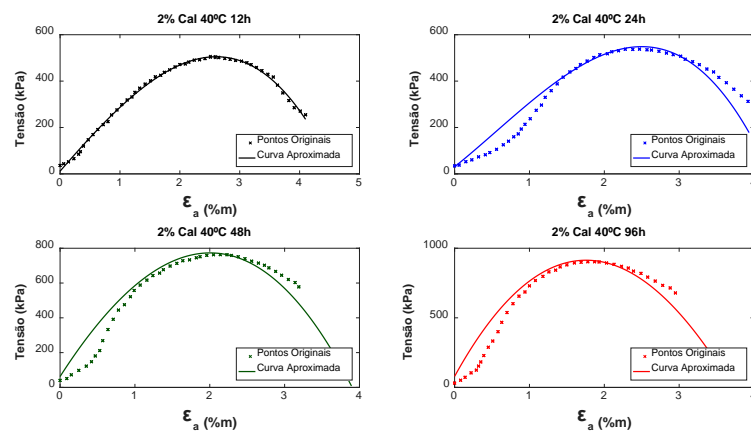 2% Cal 40ºC 12h
600
400
200
0
Tensão (kPa)
Pontos Originais
Curva Aproximada
0 1 2 3 4 5
ε a (%m)
2% Cal 40ºC 24h
600
400
200
0
Tensão (kPa)
Pontos Originais
Curva Aproximada
0 1 2 3 4
ε a (%m)
2% Cal 40ºC 48h
800
600
400
200
0
Tensão (kPa)
Pontos Originais
Curva Aproximada
0 1 2 3 4
ε a (%m)
2% Cal 40ºC 96h
1000
500
0
Tensão (kPa)
Pontos Originais
Curva Aproximada
0 1 2 3 4
ε a (%m)